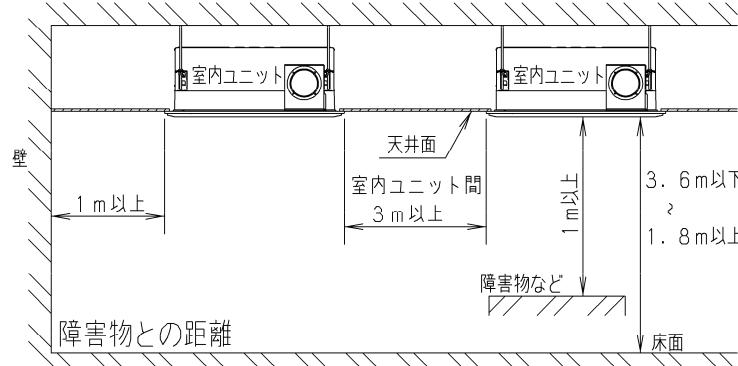 室内ユニット
室内ユニット
天井面
壁
室内ユニット間
3m以上
1m以上
1m以上
3.6m以下
~
1.8m以上
障害物など
障害物との距離
床面